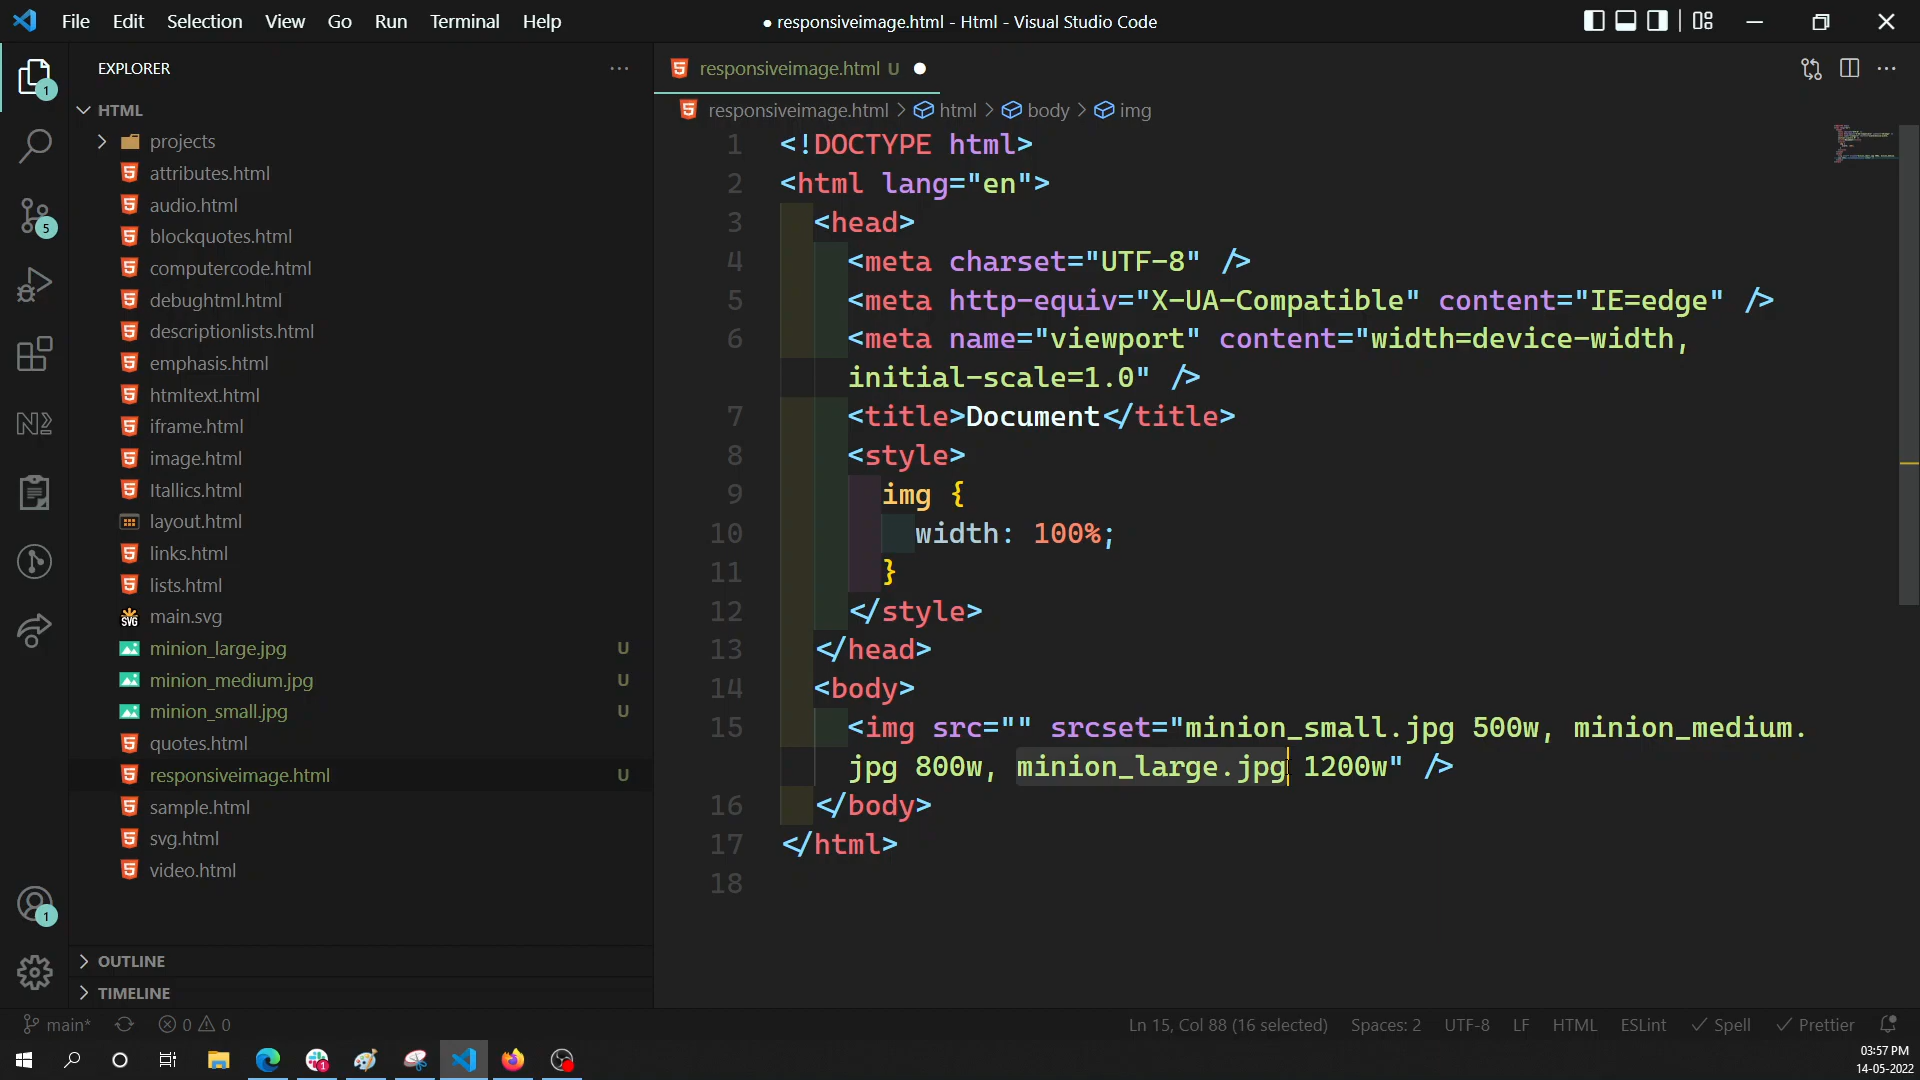 File Edit Selection View Go Run Terminal Help
● responsiveimage.html - Html - Visual Studio Code
EXPLORER
HTML
projects
attributes.html
audio.html
blockquotes.html
computercode.html
debughtml.html
descriptionlists.html
emphasis.html
htmltext.html
iframe.html
image.html
Itallics.html
layout.html
links.html
lists.html
main.svg
minion_large.jpg U
minion_medium.jpg U
minion_small.jpg U
quotes.html
responsiveimage.html U
sample.html
svg.html
video.html
OUTLINE
TIMELINE
1
5
N
1
responsiveimage.html U ●
responsiveimage.html > html > body > img
1 <!DOCTYPE html>
2 <html lang="en">
3 <head>
4 <meta charset="UTF-8" />
5 <meta http-equiv="X-UA-Compatible" content="IE=edge" />
6 <meta name="viewport" content="width=device-width,
initial-scale=1.0" />
7 <title>Document</title>
8 <style>
9 img {
10 width: 100%;
11 }
12 </style>
13 </head>
14 <body>
15 <img src="" srcset="minion_small.jpg 500w, minion_medium.
jpg 800w, minion_large.jpg 1200w" />
16 </body>
17 </html>
18
main* 0 0
Ln 15, Col 88 (16 selected) Spaces: 2 UTF-8 LF HTML ESLint Spell Prettier
03:57 PM
14-05-2022